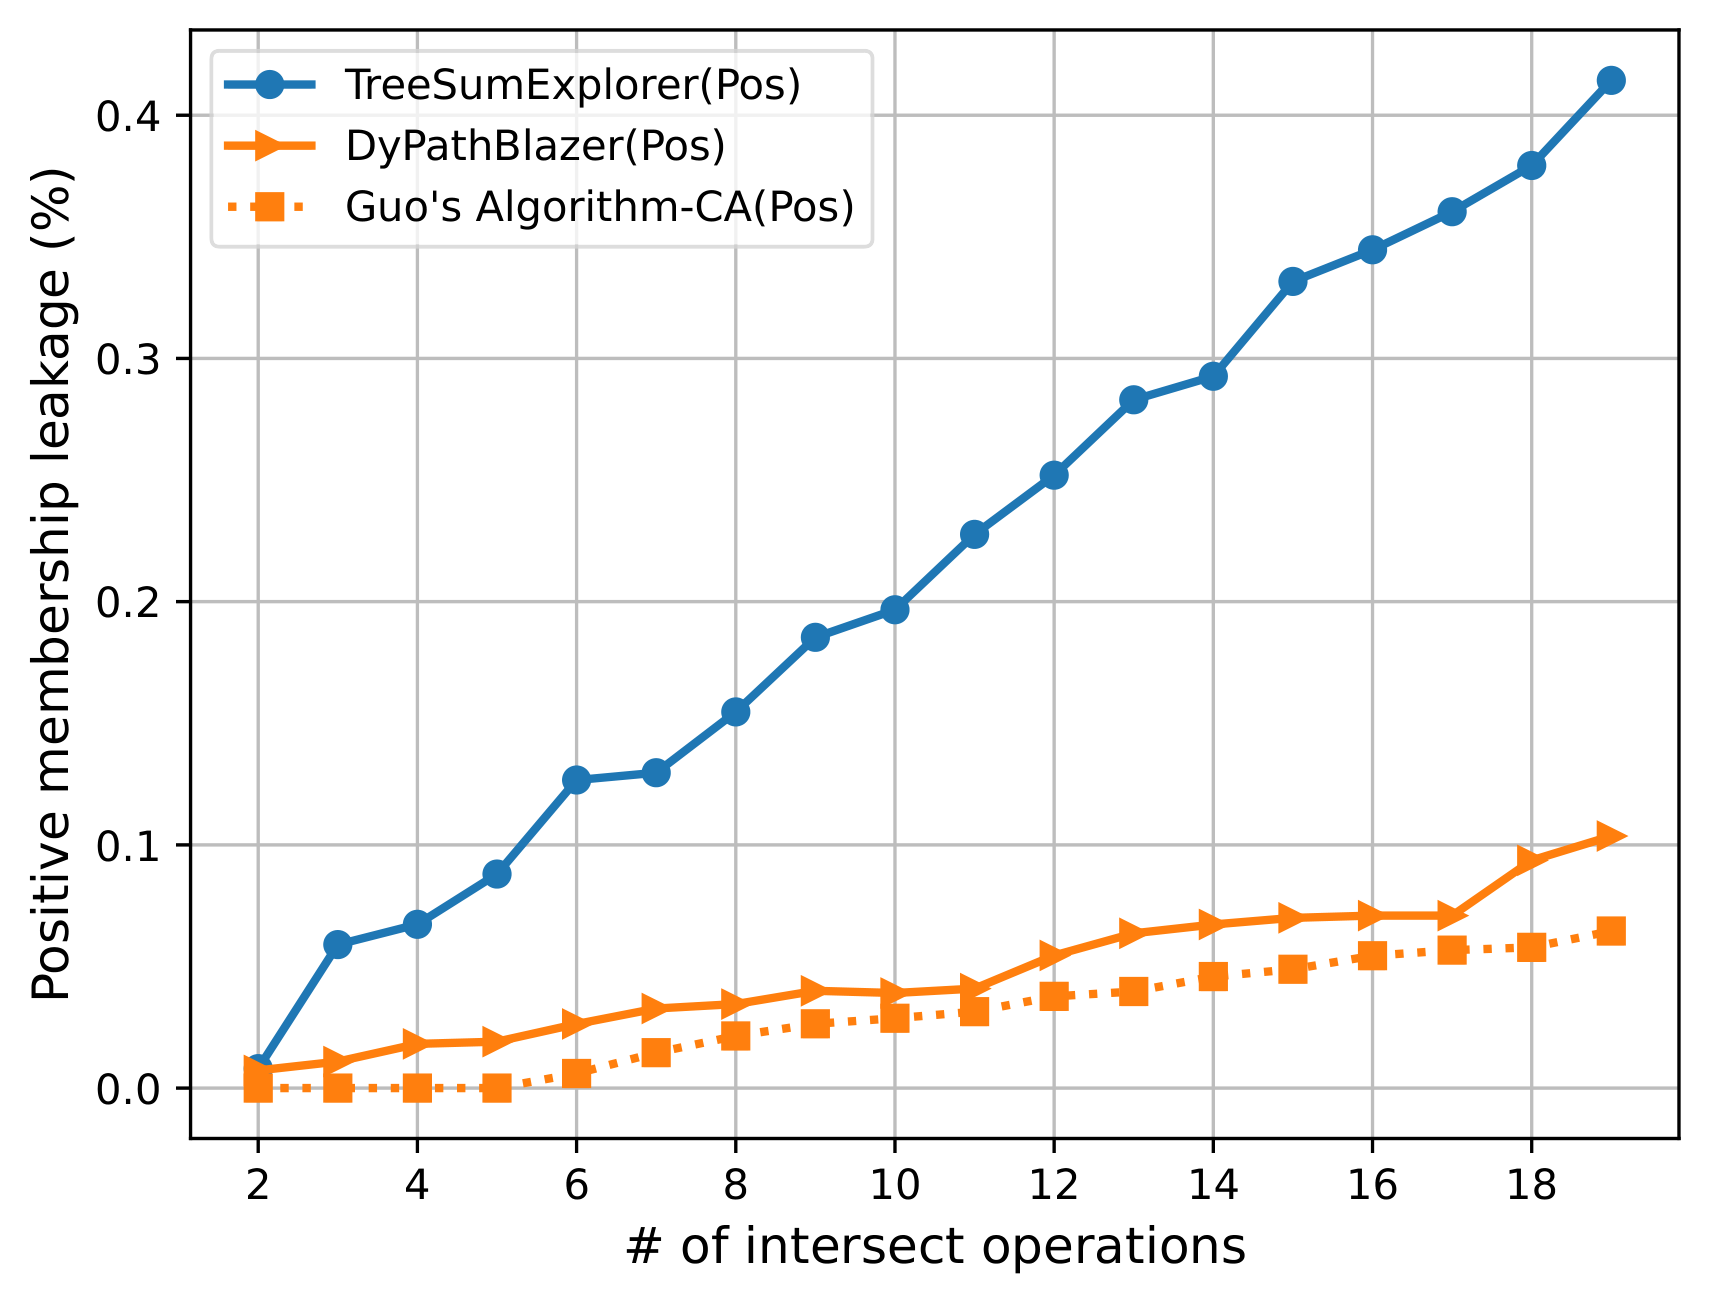 TreeSumExplorer(Pos)
DyPathBlazer(Pos)
Guo's Algorithm-CA(Pos)
Positive membership leakage (%)
0.4
0.3
0.2
0.1
0.0
2 4 6 8 10 12 14 16 18
# of intersect operations